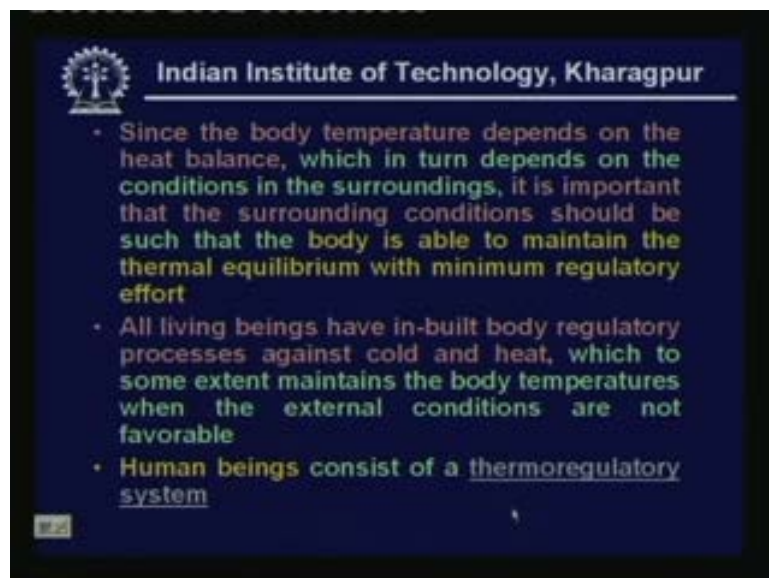 Indian Institute of Technology, Kharagpur
• Since the body temperature depends on the
heat balance, which in turn depends on the
conditions in the surroundings, it is important
that the surrounding conditions should be
such that the body is able to maintain the
thermal equilibrium with minimum regulatory
effort
• All living beings have in-built body regulatory
processes against cold and heat, which to
some extent maintains the body temperatures
when the external conditions are not
favorable
• Human beings consist of a thermoregulatory
system